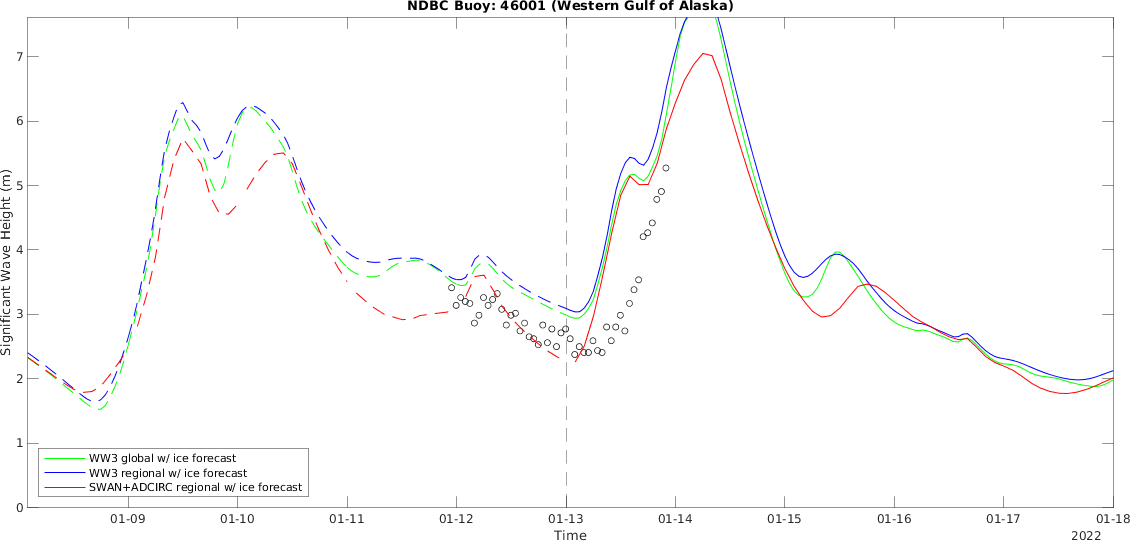 NDBC Buoy: 46001 (Western Gulf of Alaska)
7
6
5
4
3
2
1
0
Significant Wave Height (m)
WW3 global w/ ice forecast
WW3 regional w/ ice forecast
SWAN+ADCIRC regional w/ ice forecast
01-09 01-10 01-11 01-12 01-13 01-14 01-15 01-16 01-17 01-18
Time
2022